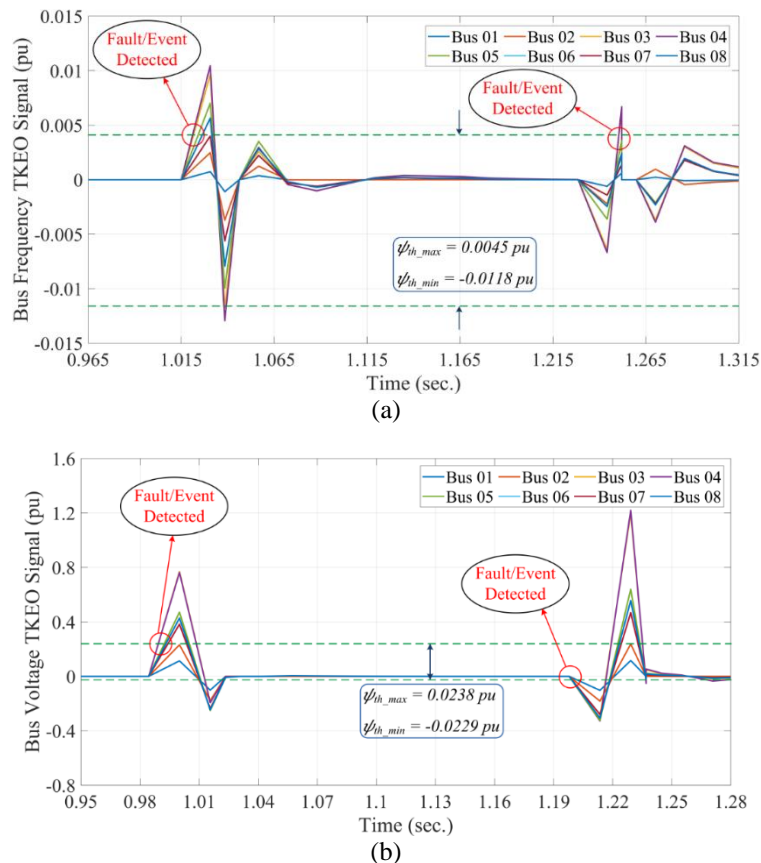 0.015
0.01
0.005
0
-0.005
-0.01
-0.015
Bus Frequency TKEO Signal (pu)
Fault/Event
Detected
Bus 01 Bus 02 Bus 03 Bus 04
Bus 05 Bus 06 Bus 07 Bus 08
Fault/Event
Detected
ψth_max = 0.0045 pu
ψth_min = -0.0118 pu
0.965 1.015 1.065 1.115 1.165 1.215 1.265 1.315
Time (sec.)
(a)
1.6
1.2
0.8
0.4
0
-0.4
-0.8
Bus Voltage TKEO Signal (pu)
Fault/Event
Detected
Bus 01 Bus 02 Bus 03 Bus 04
Bus 05 Bus 06 Bus 07 Bus 08
Fault/Event
Detected
ψth_max = 0.0238 pu
ψth_min = -0.0229 pu
0.95 0.98 1.01 1.04 1.07 1.1 1.13 1.16 1.19 1.22 1.25 1.28
Time (sec.)
(b)